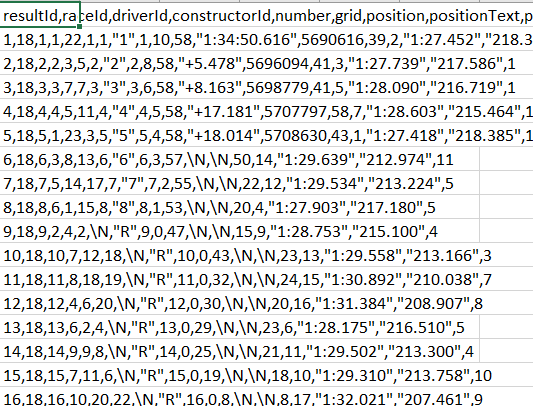 resultId,raceId,driverId,constructorId,number,grid,position,positionText,p
1,18,1,1,22,1,1,"1",1,10,58,"1:34:50.616",5690616,39,2,"1:27.452","218.3
2,18,2,2,3,5,2,"2",2,8,58,"+5.478",5696094,41,3,"1:27.739","217.586",1
3,18,3,3,7,7,3,"3",3,6,58,"+8.163",5698779,41,5,"1:28.090","216.719",1
4,18,4,4,5,11,4,"4",4,5,58,"+17.181",5707797,58,7,"1:28.603","215.464",1
5,18,5,1,23,3,5,"5",5,4,58,"+18.014",5708630,43,1,"1:27.418","218.385",1
6,18,6,3,8,13,6,"6",6,3,57,\N,\N,50,14,"1:29.639","212.974",11
7,18,7,5,14,17,7,"7",7,2,55,\N,\N,22,12,"1:29.534","213.224",5
8,18,8,6,1,15,8,"8",8,1,53,\N,\N,20,4,"1:27.903","217.180",5
9,18,9,2,4,2,\N,"R",9,0,47,\N,\N,15,9,"1:28.753","215.100",4
10,18,10,7,12,18,\N,"R",10,0,43,\N,\N,23,13,"1:29.558","213.166",3
11,18,11,8,18,19,\N,"R",11,0,32,\N,\N,24,15,"1:30.892","210.038",7
12,18,12,4,6,20,\N,"R",12,0,30,\N,\N,20,16,"1:31.384","208.907",8
13,18,13,6,2,4,\N,"R",13,0,29,\N,\N,23,6,"1:28.175","216.510",5
14,18,14,9,9,8,\N,"R",14,0,25,\N,\N,21,11,"1:29.502","213.300",4
15,18,15,7,11,6,\N,"R",15,0,19,\N,\N,18,10,"1:29.310","213.758",10
16,18,16,10,20,22,\N,"R",16,0,8,\N,\N,8,17,"1:32.021","207.461",9